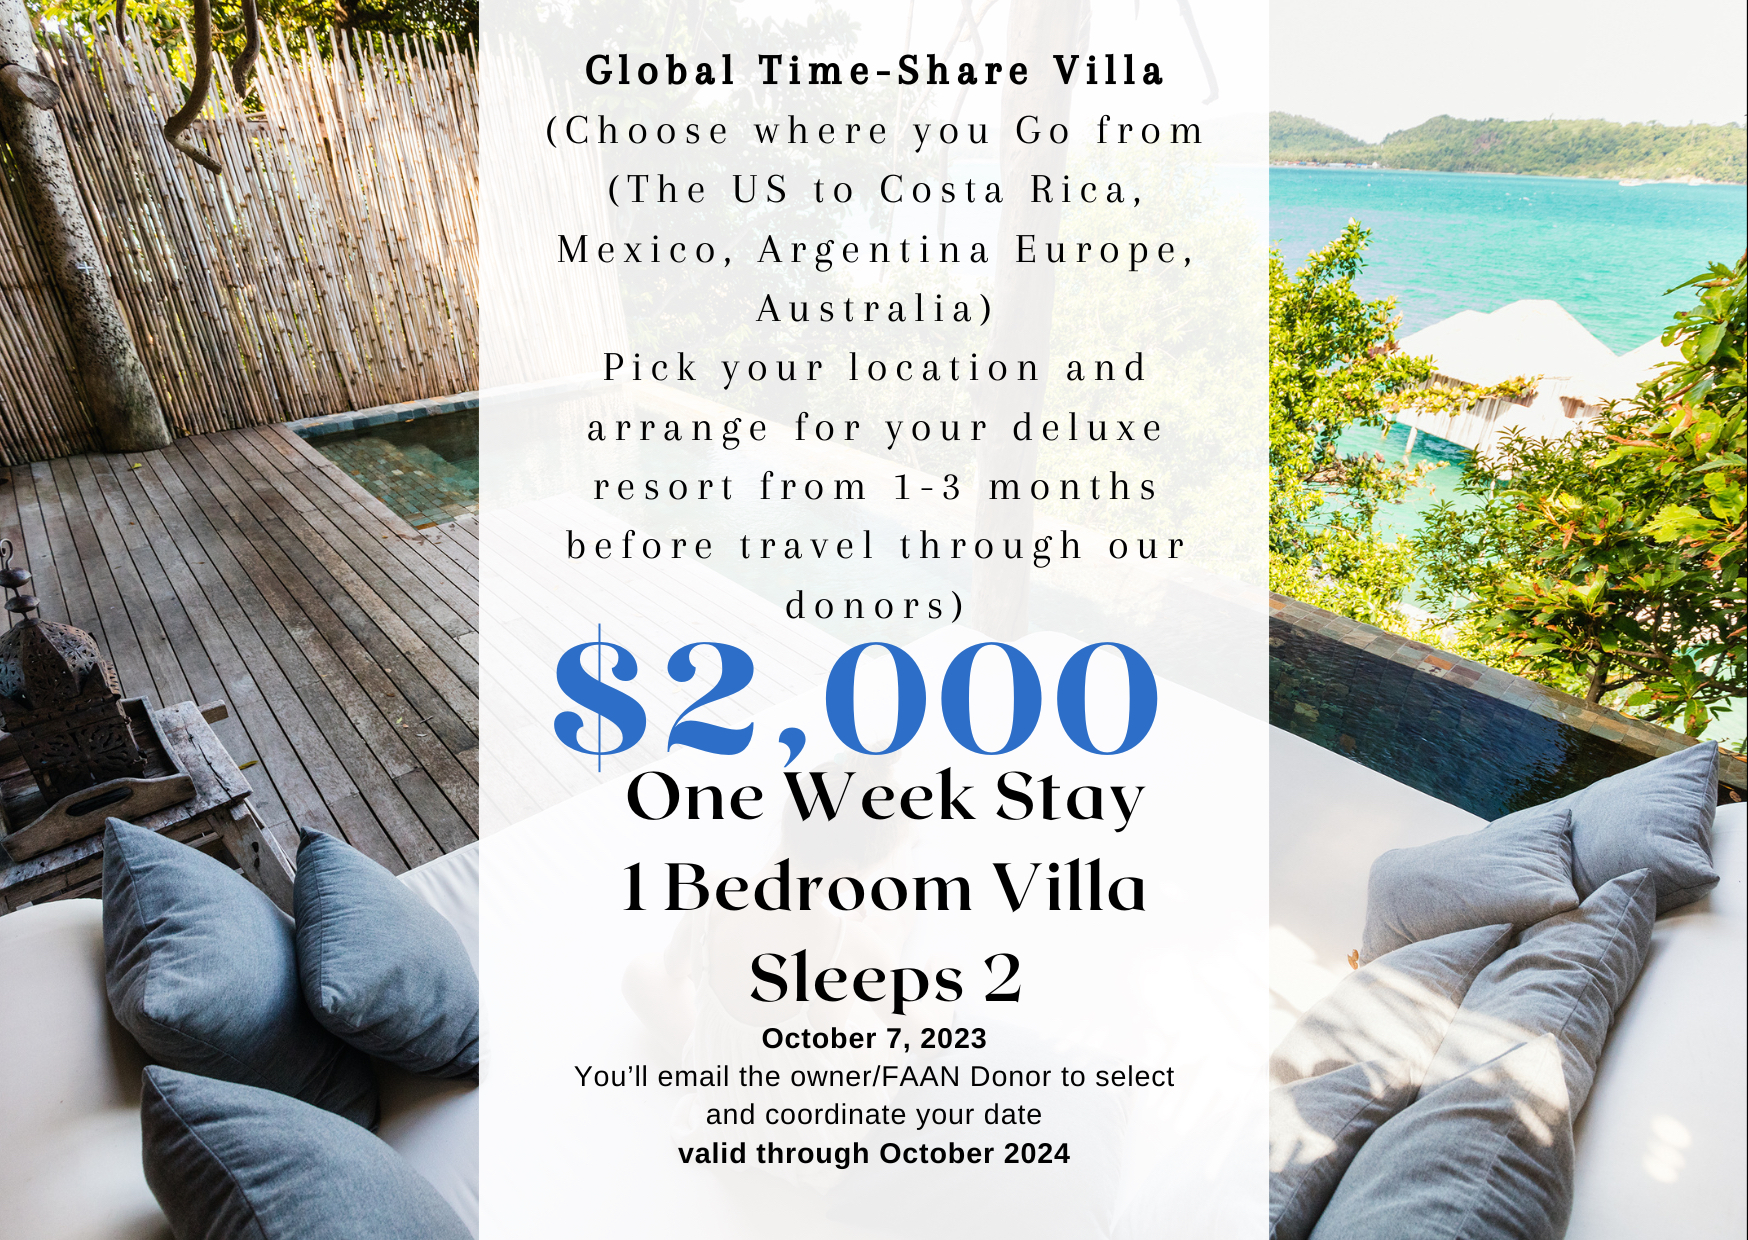 Global Time-Share Villa
(Choose where you Go from
(The US to Costa Rica,
Mexico, Argentina Europe,
Australia)
Pick your location and
arrange for your deluxe
resort from 1-3 months
before travel through our
donors)
$2,000
One Week Stay
1 Bedroom Villa
Sleeps 2
October 7, 2023
You’ll email the owner/FAAN Donor to select
and coordinate your date
valid through October 2024